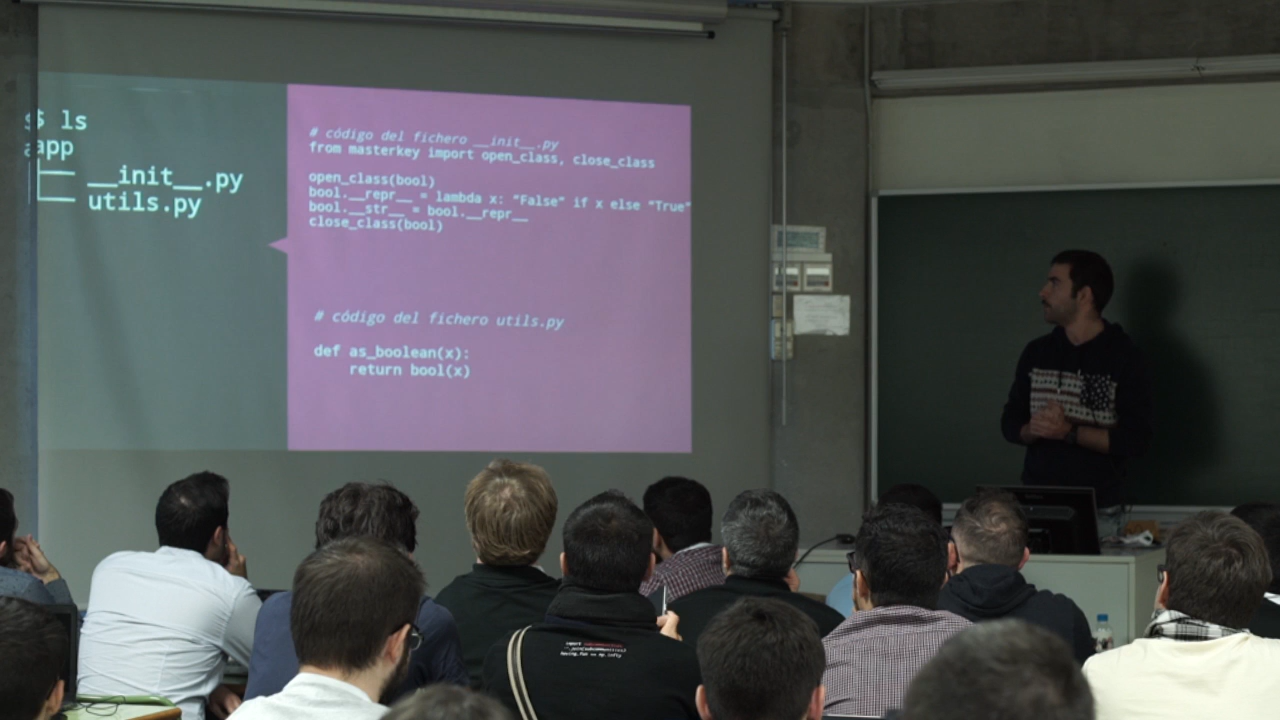 $ ls
app
├── __init__.py
└── utils.py
# código del fichero __init__.py
from masterkey import open_class, close_class
open_class(bool)
bool.__repr__ = lambda x: "False" if x else "True"
bool.__str__ = bool.__repr__
close_class(bool)
# código del fichero utils.py
def as_boolean(x):
return bool(x)